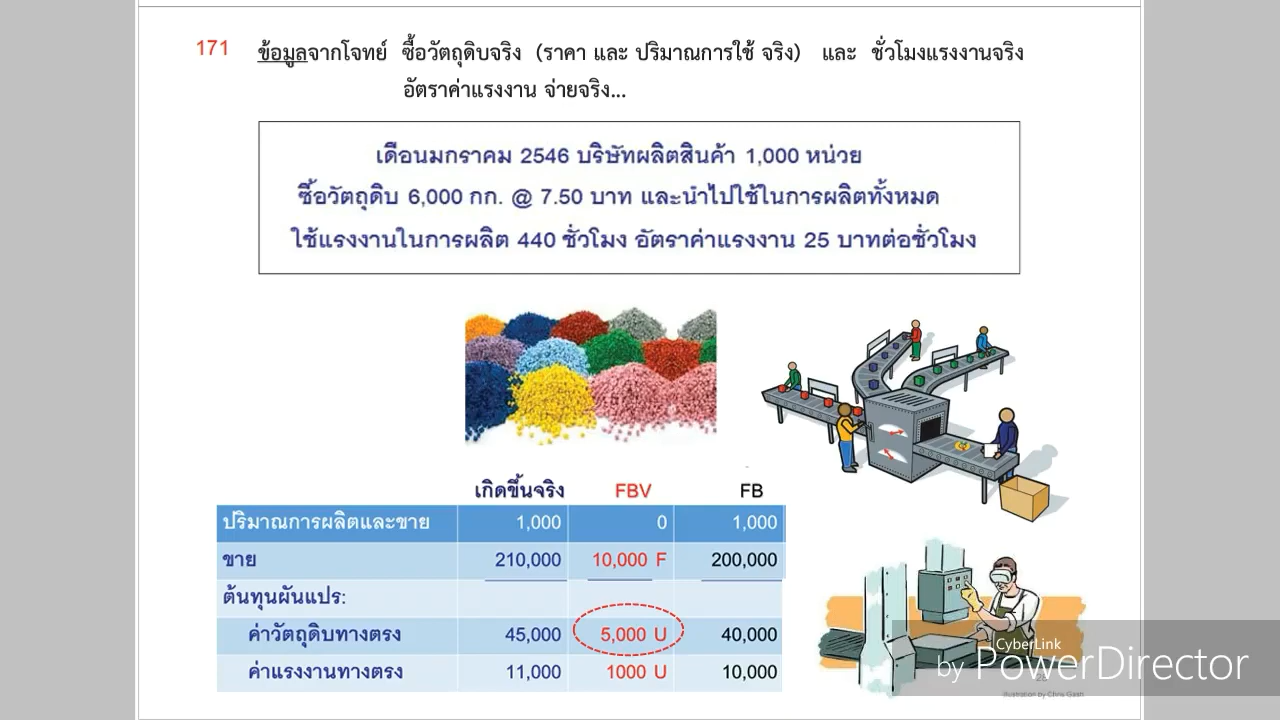 171 ข้อมูลจากโจทย์ ซื้อวัตถุดิบจริง (ราคา และ ปริมาณการใช้ จริง) และ ชั่วโมงแรงงานจริง
อัตราค่าแรงงาน จ่ายจริง...
เดือนมกราคม 2546 บริษัทผลิตสินค้า 1,000 หน่วย
ซื้อวัตถุดิบ 6,000 กก. @ 7.50 บาท และนำไปใช้ในการผลิตทั้งหมด
ใช้แรงงานในการผลิต 440 ชั่วโมง อัตราค่าแรงงาน 25 บาทต่อชั่วโมง
เกิดขึ้นจริง FBV FB
ปริมาณการผลิตและขาย 1,000 0 1,000
ขาย 210,000 10,000 F 200,000
ต้นทุนผันแปร:
ค่าวัตถุดิบทางตรง 45,000 5,000 U 40,000
ค่าแรงงานทางตรง 11,000 1000 U 10,000
CyberLink
by PowerDirector
Illustration by Chris Gash